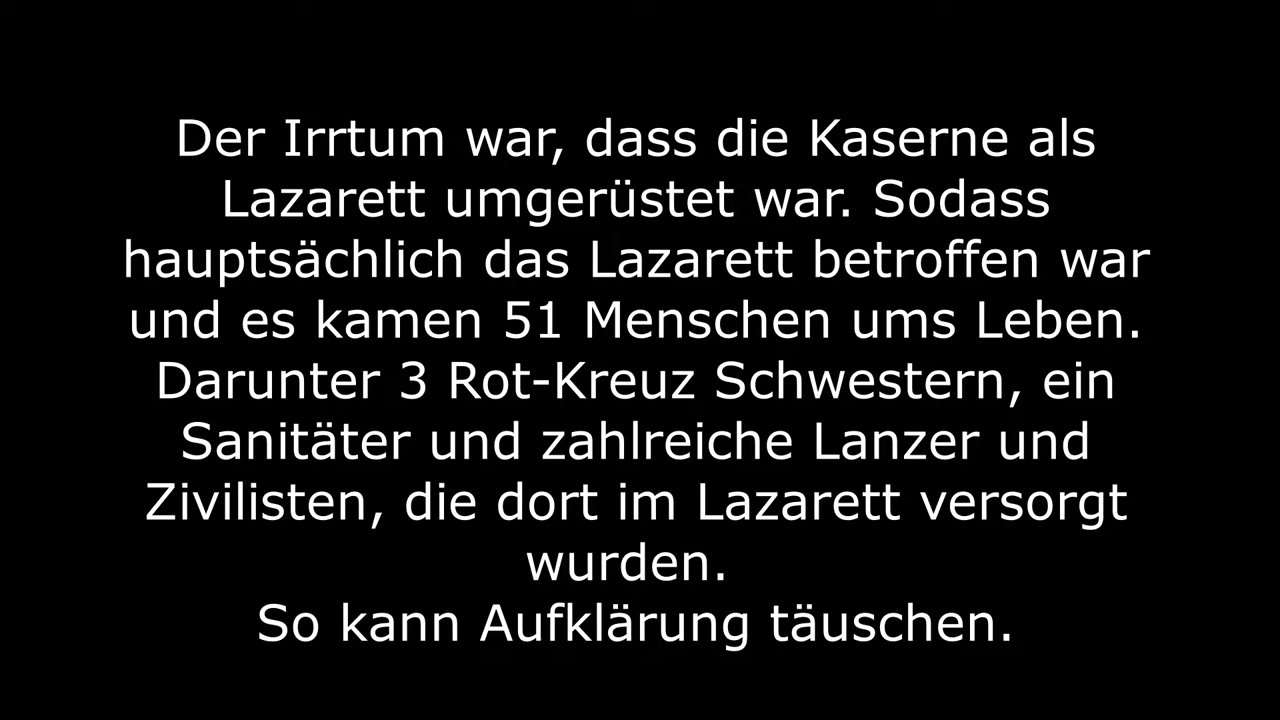 Der Irrtum war, dass die Kaserne als
Lazarett umgerüstet war. Sodass
hauptsächlich das Lazarett betroffen war
und es kamen 51 Menschen ums Leben.
Darunter 3 Rot-Kreuz Schwestern, ein
Sanitäter und zahlreiche Lanzer und
Zivilisten, die dort im Lazarett versorgt
wurden.
So kann Aufklärung täuschen.